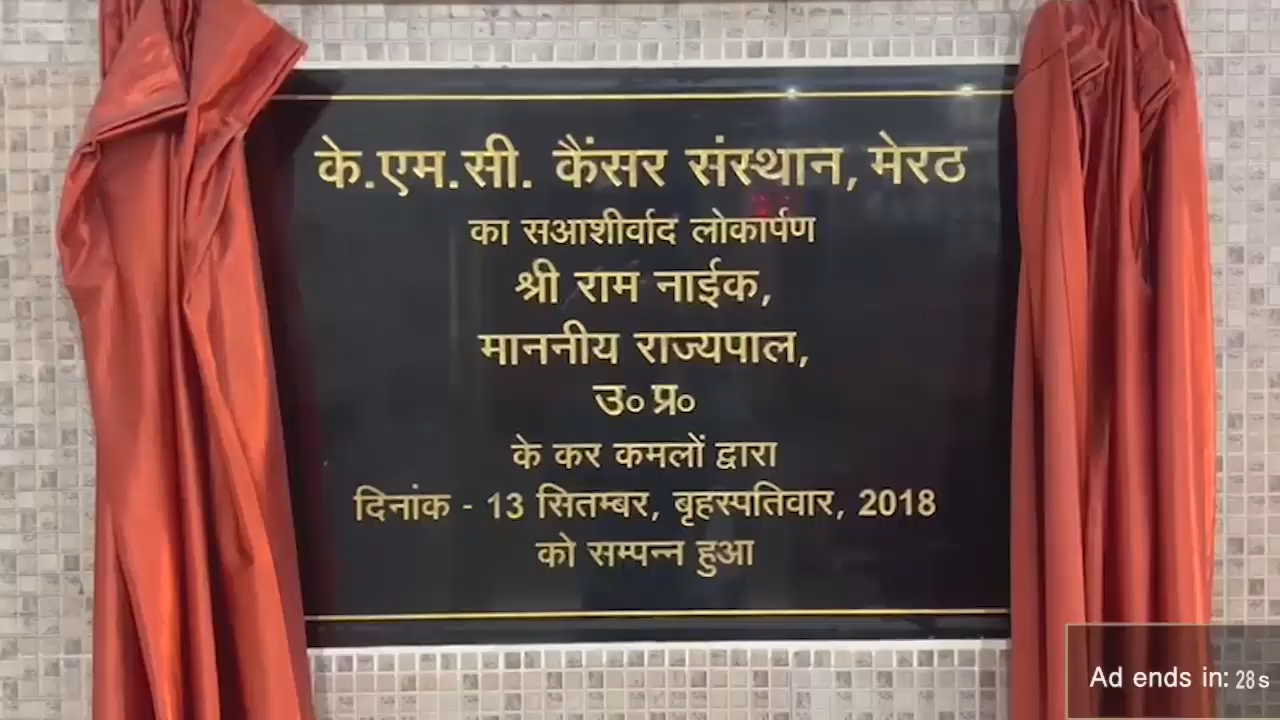 के.एम.सी. कैंसर संस्थान, मेरठ
का सआशीर्वाद लोकार्पण
श्री राम नाईक,
माननीय राज्यपाल,
उ० प्र०
के कर कमलों द्वारा
दिनांक - 13 सितम्बर, बृहस्पतिवार, 2018
को सम्पन्न हुआ
Ad ends in: 28s